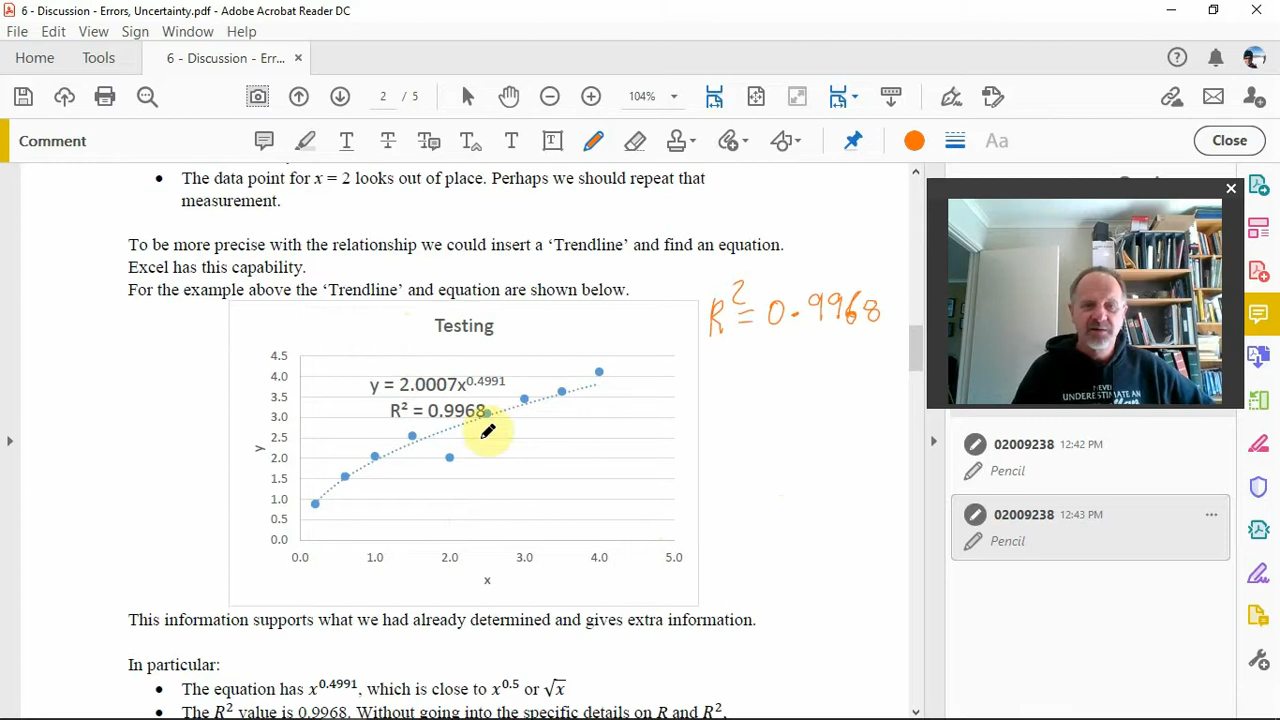 6 - Discussion - Errors, Uncertainty.pdf - Adobe Acrobat Reader DC
File Edit View Sign Window Help
Home Tools 6 - Discussion - Err... ×
2 / 5 104%
Comment
T T T T T Aa Close
• The data point for x = 2 looks out of place. Perhaps we should repeat that
measurement.
To be more precise with the relationship we could insert a ‘Trendline’ and find an equation.
Excel has this capability.
For the example above the ‘Trendline’ and equation are shown below.
R² = 0.9968
Testing
y = 2.0007x^0.4991
R² = 0.9968
4.5
4.0
3.5
3.0
2.5
2.0
1.5
1.0
0.5
0.0
y
0.0 1.0 2.0 3.0 4.0 5.0
x
This information supports what we had already determined and gives extra information.
In particular:
• The equation has x^0.4991, which is close to x^0.5 or √x
• The R² value is 0.9968. Without going into the specific details on R and R²,
02009238 12:42 PM
Pencil
02009238 12:43 PM ...
Pencil